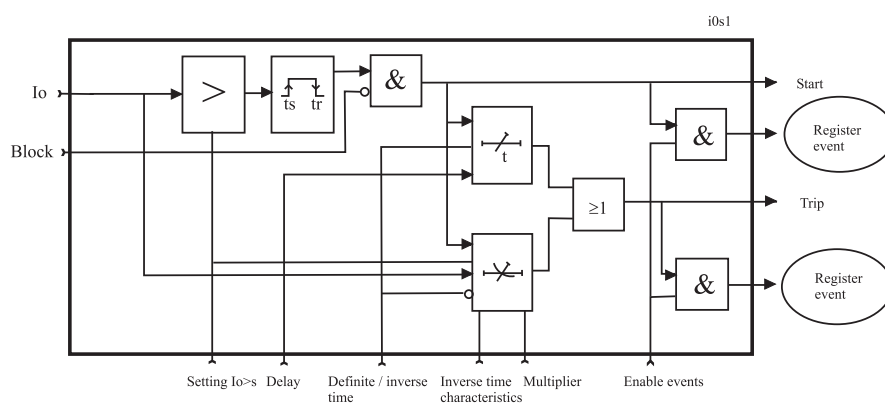 i0s1
Io
>
ts tr
&
Start
Block
t
&
Register
event
≥1
Trip
&
Register
event
Setting Io>s
Delay
Definite / inverse
time
Inverse time
characteristics
Multiplier
Enable events